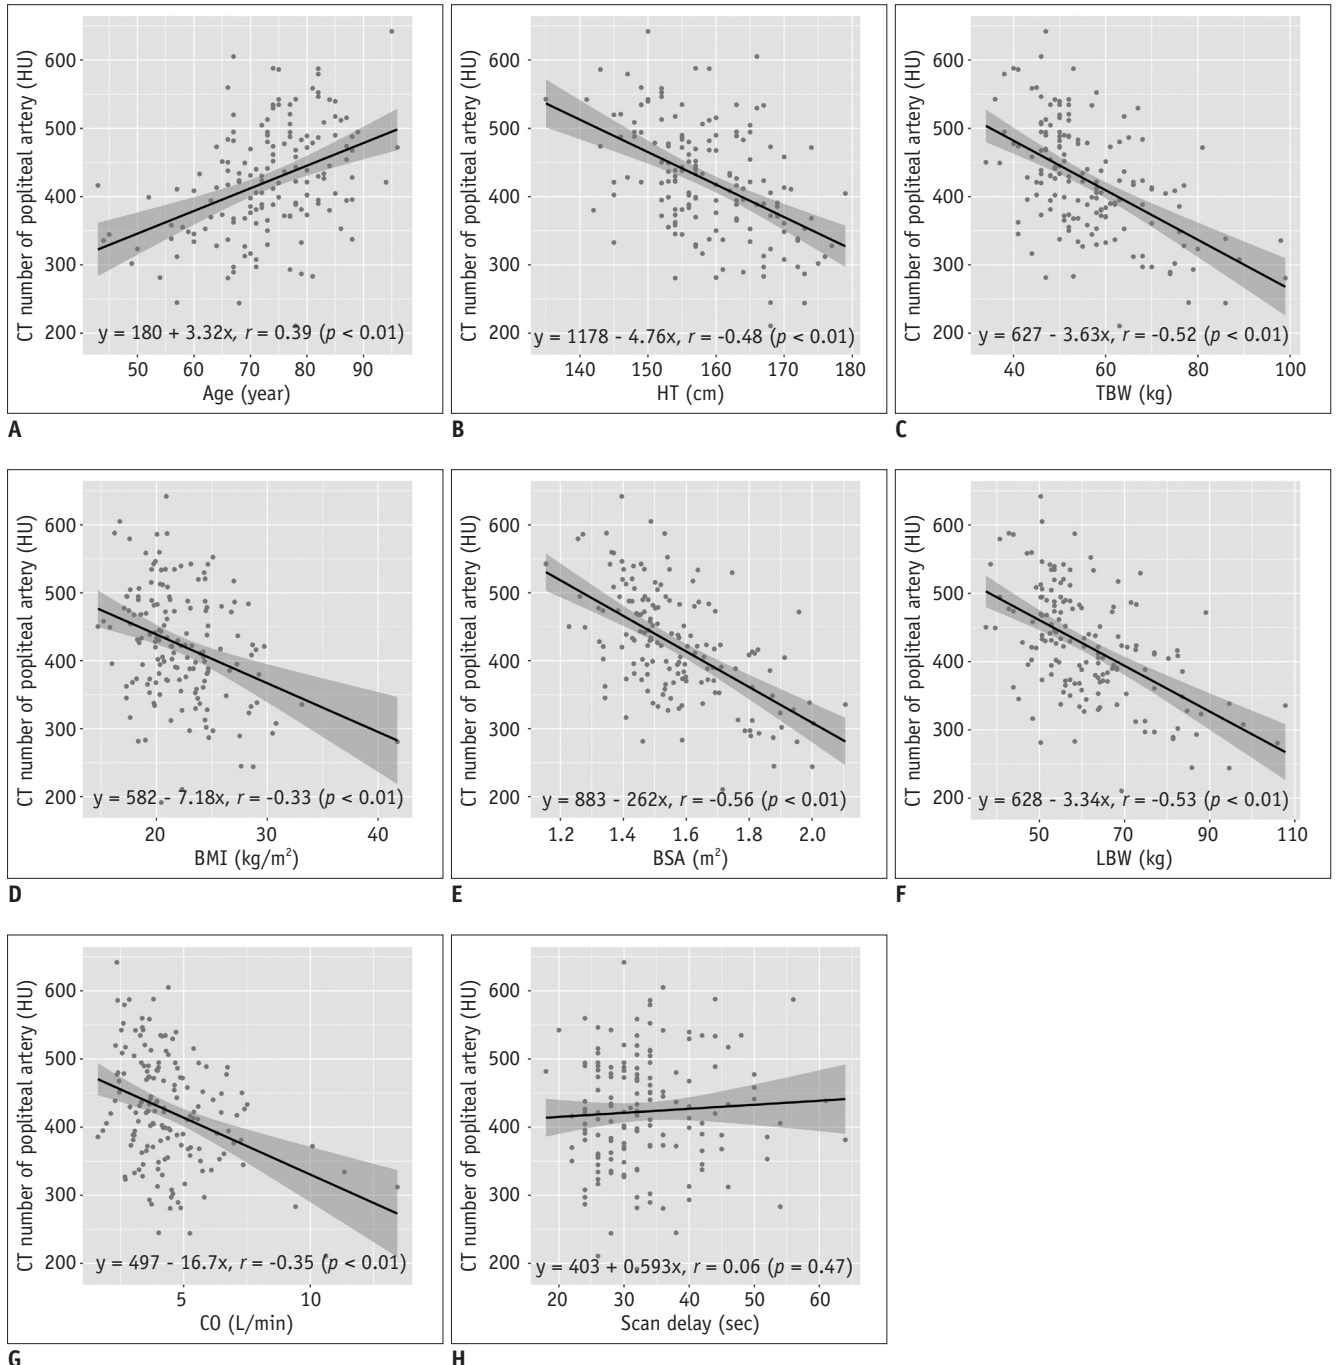 CT number of popliteal artery (HU)
600
500
400
300
200
y = 180 + 3.32x, r = 0.39 (p < 0.01)
50 60 70 80 90
Age (year)
A
CT number of popliteal artery (HU)
600
500
400
300
200
y = 1178 - 4.76x, r = -0.48 (p < 0.01)
140 150 160 170 180
HT (cm)
B
CT number of popliteal artery (HU)
600
500
400
300
200
y = 627 - 3.63x, r = -0.52 (p < 0.01)
40 60 80 100
TBW (kg)
C
CT number of popliteal artery (HU)
600
500
400
300
200
y = 582 - 7.18x, r = -0.33 (p < 0.01)
20 30 40
BMI (kg/m²)
D
CT number of popliteal artery (HU)
600
500
400
300
200
y = 883 - 262x, r = -0.56 (p < 0.01)
1.2 1.4 1.6 1.8 2.0
BSA (m²)
E
CT number of popliteal artery (HU)
600
500
400
300
200
y = 628 - 3.34x, r = -0.53 (p < 0.01)
50 70 90 110
LBW (kg)
F
CT number of popliteal artery (HU)
600
500
400
300
200
y = 497 - 16.7x, r = -0.35 (p < 0.01)
5 10
CO (L/min)
G
CT number of popliteal artery (HU)
600
500
400
300
200
y = 403 + 0.593x, r = 0.06 (p = 0.47)
20 30 40 50 60
Scan delay (sec)
H